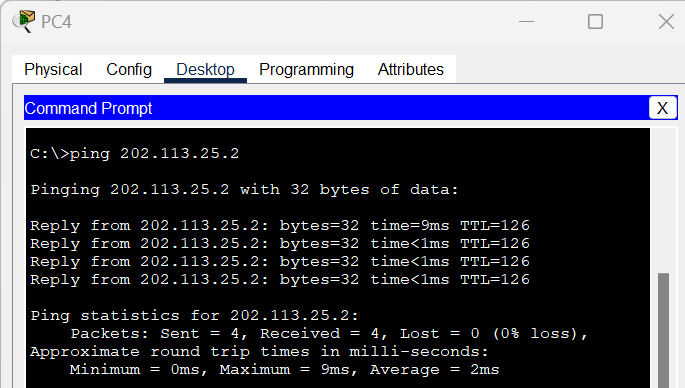 PC4
Physical Config Desktop Programming Attributes
Command Prompt X
C:\>ping 202.113.25.2
Pinging 202.113.25.2 with 32 bytes of data:
Reply from 202.113.25.2: bytes=32 time=9ms TTL=126
Reply from 202.113.25.2: bytes=32 time<1ms TTL=126
Reply from 202.113.25.2: bytes=32 time<1ms TTL=126
Reply from 202.113.25.2: bytes=32 time<1ms TTL=126
Ping statistics for 202.113.25.2:
    Packets: Sent = 4, Received = 4, Lost = 0 (0% loss),
Approximate round trip times in milli-seconds:
    Minimum = 0ms, Maximum = 9ms, Average = 2ms